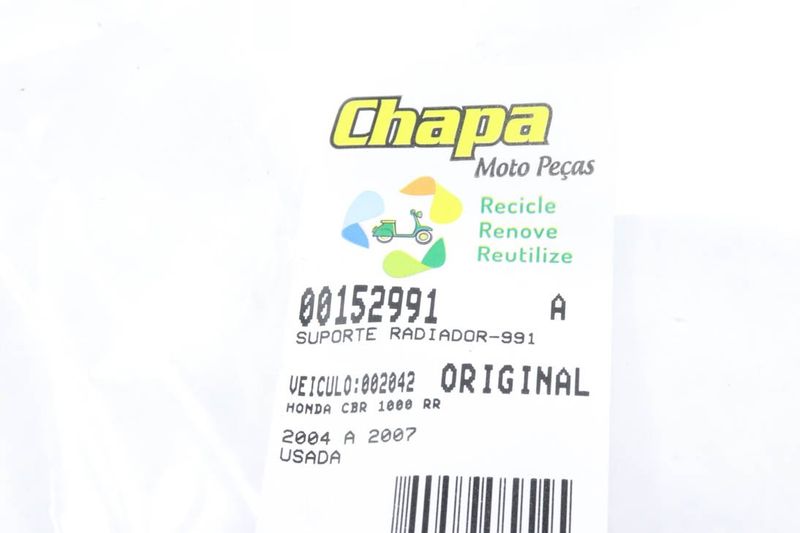 Chapa
Moto Peças
Recicle
Renove
Reutilize
00152991 A
SUPORTE RADIADOR-991
VEICULO:002042 ORIGINAL
HONDA CBR 1000 RR
2004 A 2007
USADA